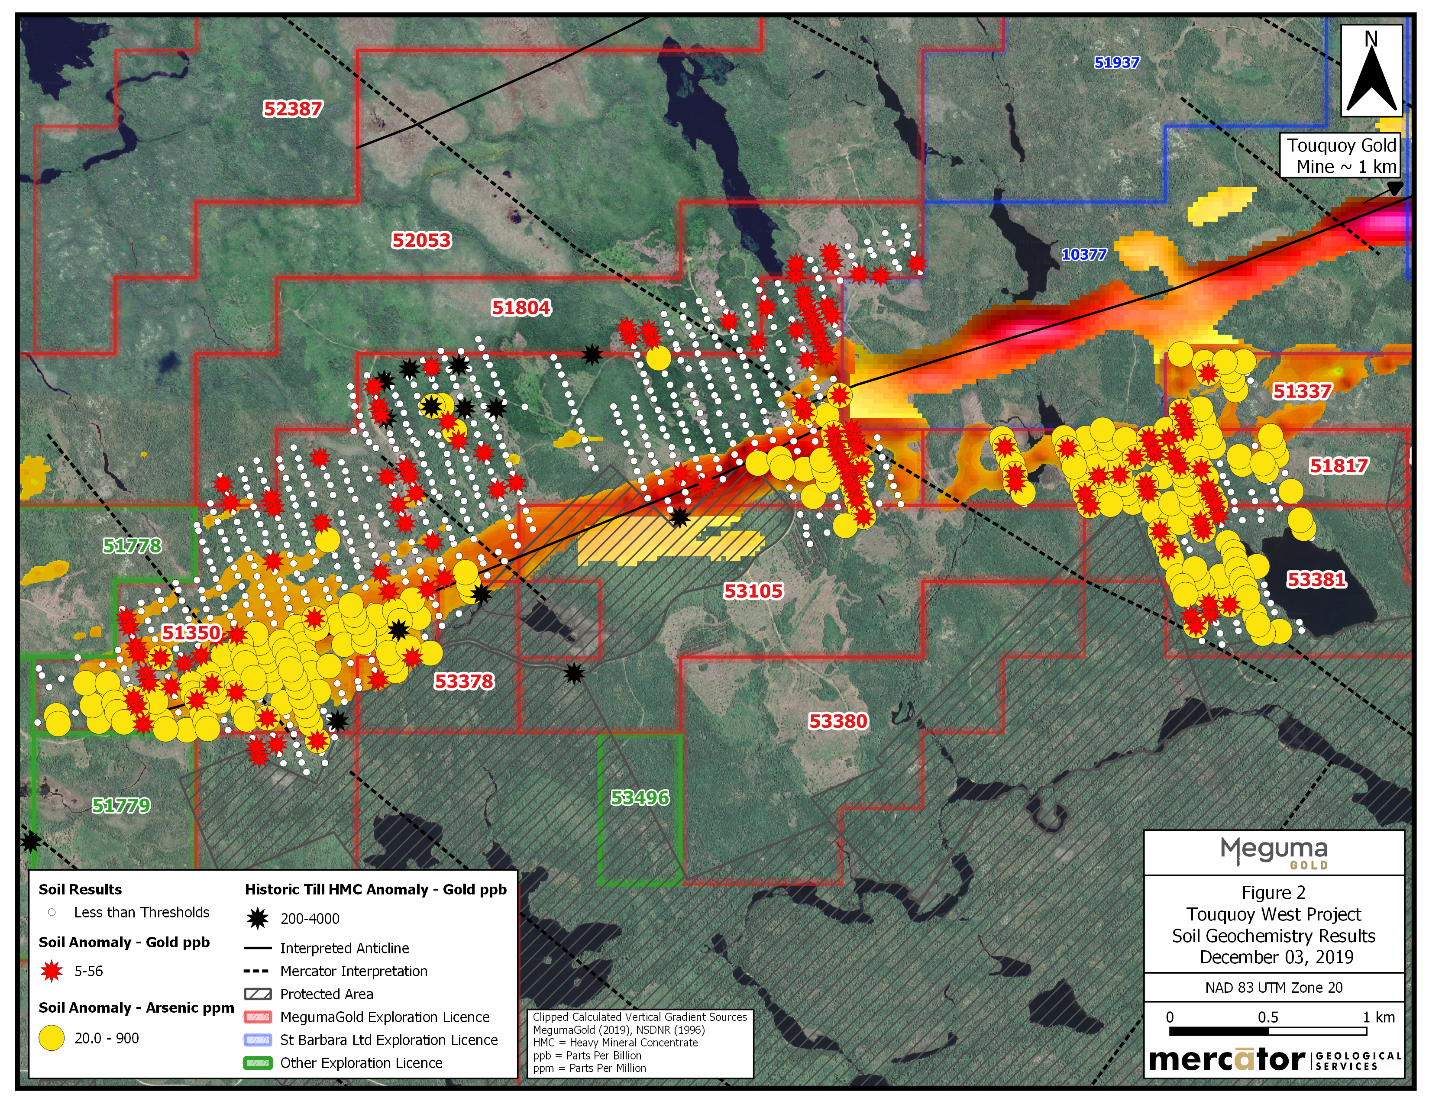 N
51937
52387
Touquoy Gold
Mine ~ 1 km
52053
10377
51804
51337
51817
51778
53381
53105
51350
53378
53380
53496
51779
Soil Results
Less than Thresholds
Soil Anomaly - Gold ppb
5-56
Soil Anomaly - Arsenic ppm
20.0 - 900
Historic Till HMC Anomaly - Gold ppb
200-4000
Interpreted Anticline
Mercator Interpretation
Protected Area
MegumaGold Exploration Licence
St Barbara Ltd Exploration Licence
Other Exploration Licence
Clipped Calculated Vertical Gradient Sources
MegumaGold (2019), NSDNR (1996)
HMC = Heavy Mineral Concentrate
ppb = Parts Per Billion
ppm = Parts Per Million
Meguma
GOLD
Figure 2
Touquoy West Project
Soil Geochemistry Results
December 03, 2019
NAD 83 UTM Zone 20
0 0.5 1 km
mercātor GEOLOGICAL
SERVICES